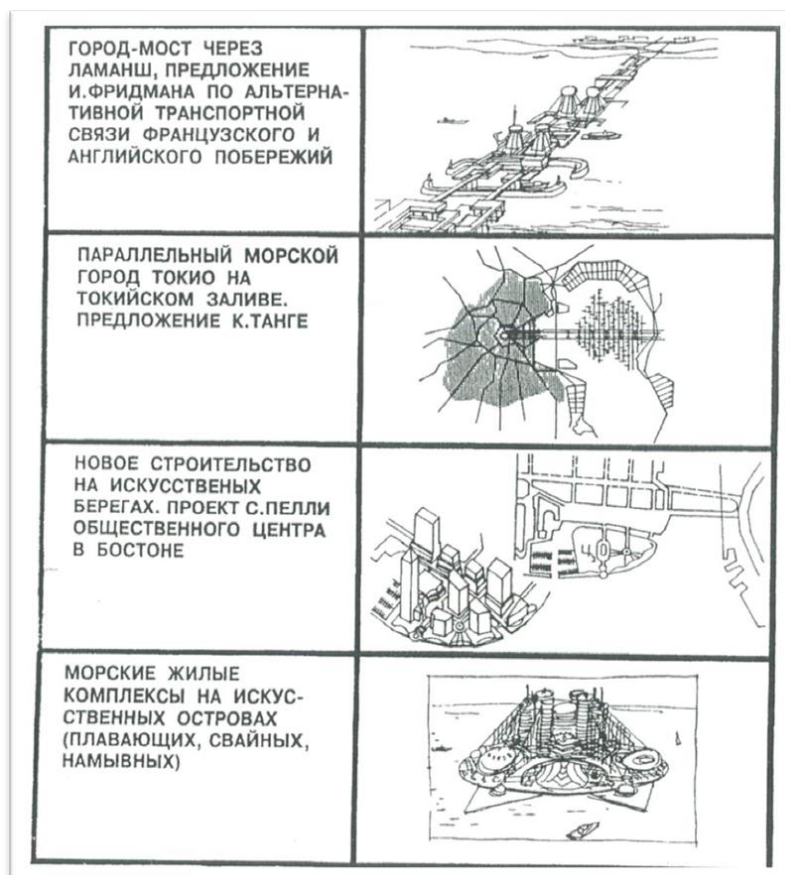 ГОРОД-МОСТ ЧЕРЕЗ
ЛАМАНШ, ПРЕДЛОЖЕНИЕ
И.ФРИДМАНА ПО АЛЬТЕРНА-
ТИВНОЙ ТРАНСПОРТНОЙ
СВЯЗИ ФРАНЦУЗСКОГО И
АНГЛИЙСКОГО ПОБЕРЕЖИЙ
ПАРАЛЛЕЛЬНЫЙ МОРСКОЙ
ГОРОД ТОКИО НА
ТОКИЙСКОМ ЗАЛИВЕ.
ПРЕДЛОЖЕНИЕ К.ТАНГЕ
НОВОЕ СТРОИТЕЛЬСТВО
НА ИСКУССТВЕНЫХ
БЕРЕГАХ. ПРОЕКТ С.ПЕЛЛИ
ОБЩЕСТВЕННОГО ЦЕНТРА
В БОСТОНЕ
МОРСКИЕ ЖИЛЫЕ
КОМПЛЕКСЫ НА ИСКУС-
СТВЕННЫХ ОСТРОВАХ
(ПЛАВАЮЩИХ, СВАЙНЫХ,
НАМЫВНЫХ)